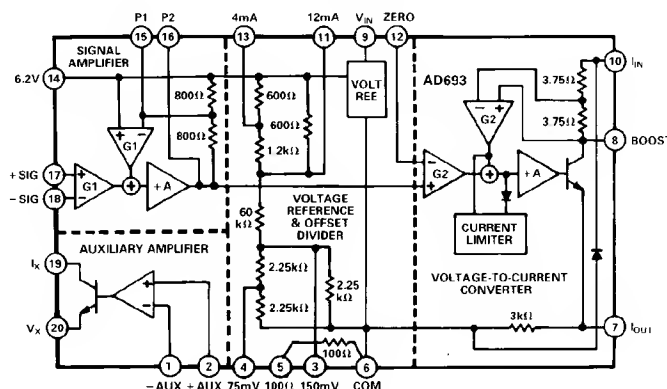 P1 P2 4mA 12mA VIN ZERO
15 16 13 11 9 12
SIGNAL
AMPLIFIER
6.2V 14
800Ω
800Ω
G1
+
+
−
+ SIG 17
− SIG 18
+
−
G1
+
+A
600Ω
600Ω
1.2kΩ
VOLT
REE
60
kΩ
VOLTAGE
REFERENCE
& OFFSET
DIVIDER
2.25kΩ
2.25kΩ
2.25
kΩ
100Ω
AD693
3.75Ω
3.75Ω
10 IIN
8 BOOST
−
+
G2
−
+
G2
+
+A
CURRENT
LIMITER
VOLTAGE-TO-CURRENT
CONVERTER
3kΩ
7 IOUT
AUXILIARY AMPLIFIER
IX 19
VX 20
+
−
1 2 4 5 3 6
−AUX +AUX 75mV 100Ω 150mV COM